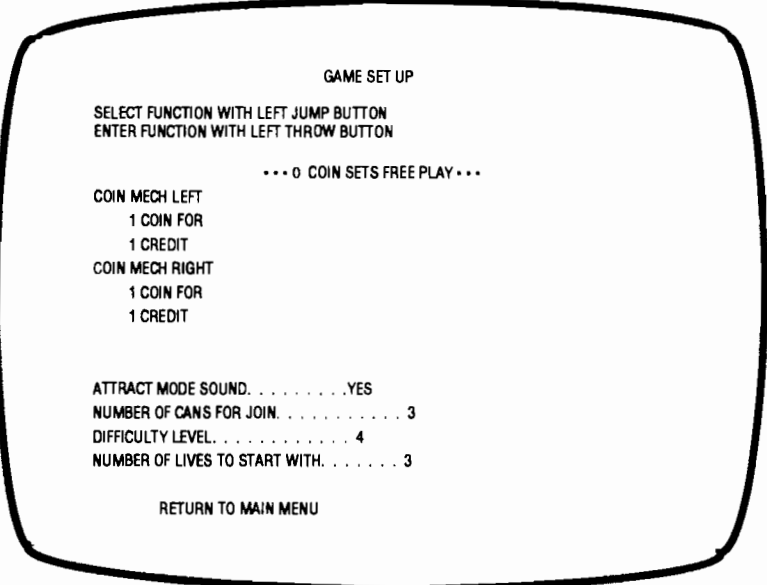 GAME SET UP
SELECT FUNCTION WITH LEFT JUMP BUTTON
ENTER FUNCTION WITH LEFT THROW BUTTON
••• 0 COIN SETS FREE PLAY •••
COIN MECH LEFT
1 COIN FOR
1 CREDIT
COIN MECH RIGHT
1 COIN FOR
1 CREDIT
ATTRACT MODE SOUND. . . . . . . . .YES
NUMBER OF CANS FOR JOIN. . . . . . . . . . . . 3
DIFFICULTY LEVEL. . . . . . . . . . . . . 4
NUMBER OF LIVES TO START WITH. . . . . . . 3
RETURN TO MAIN MENU